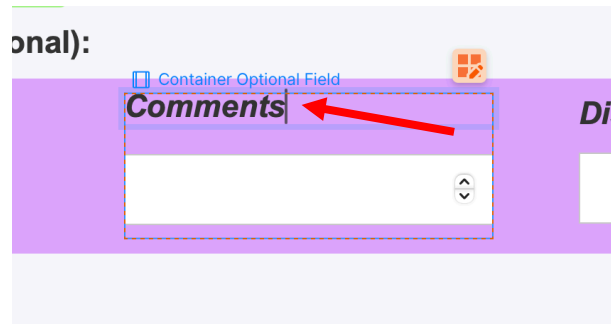 onal):
Container Optional Field
Comments
Di